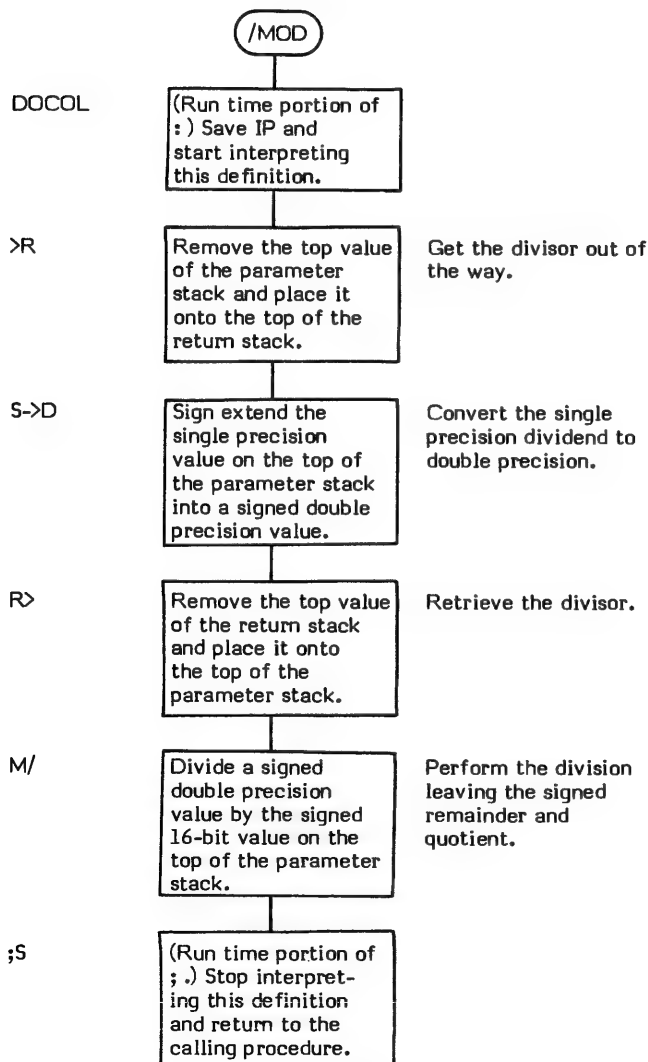 /MOD
DOCOL
(Run time portion of
: ) Save IP and
start interpreting
this definition.
>R
Remove the top value
of the parameter
stack and place it
onto the top of the
return stack.
Get the divisor out of
the way.
S->D
Sign extend the
single precision
value on the top of
the parameter stack
into a signed double
precision value.
Convert the single
precision dividend to
double precision.
R>
Remove the top value
of the return stack
and place it onto
the top of the
parameter stack.
Retrieve the divisor.
M/
Divide a signed
double precision
value by the signed
16-bit value on the
top of the parameter
stack.
Perform the division
leaving the signed
remainder and
quotient.
;S
(Run time portion of
; .) Stop interpret-
ing this definition
and return to the
calling procedure.